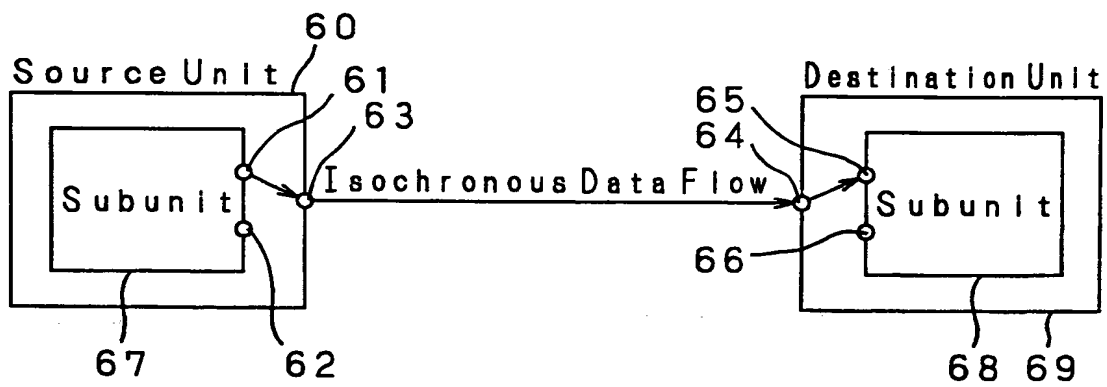 60
Source Unit
61
63
Destination Unit
65
64
Isochronous Data Flow
Subunit
Subunit
66
67
62
68
69